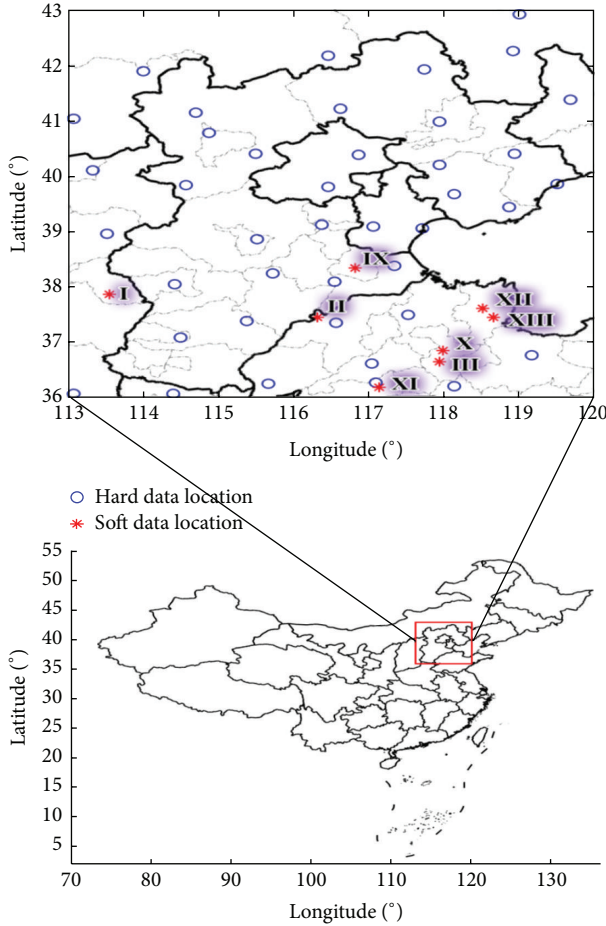 43
42
41
40
39
38
37
36
Latitude (°)
IX
I
II
XII
XIII
X
III
XI
113 114 115 116 117 118 119 120
Longitude (°)
Hard data location
Soft data location
55
50
45
40
35
30
25
20
15
10
5
Latitude (°)
70 80 90 100 110 120 130
Longitude (°)